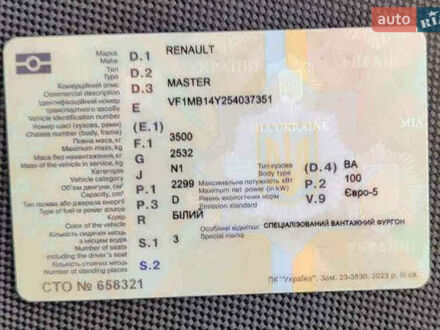 auto RIA
Марка D.1 RENAULT
Make
Тип D.2
Type
Комерційний опис D.3 MASTER
Commercial description
Ідентифікаційний номер E VF1MB14Y254037351
транспортного засобу
Vehicle identification number
Номер шасі (кузова, рами) (E.1)
Chassis number (body, frame)
Повна маса, кг F.1 3500
Maximum mass, kg
Маса без навантаження, кг G 2532
Mass of the vehicle in service, kg
Категорія J N1 Тип кузова (D.4) ВА
Vehicle category Body type
Об'єм двигуна, см³ P.1 2299 Максимальна потужність кВт P.2 100
Capacity, cm³ Maximum net power (in kW)
Тип пального або джерела енергії P.3 D Рівень екологічних норм V.9 Євро-5
Type of fuel or power source Emission standard
Колір R БІЛИЙ
Color of the vehicle
Кількість сидячих місць S.1 3 Особливі відмітки: СПЕЦІАЛІЗОВАНИЙ ВАНТАЖНИЙ ФУРГОН
з місцем водія Special marks
Number of seats
including the driver's seat
Кількість стоячих місць S.2
Number of standing places
СТО № 658321 ПК "Україна". Зам. 23-3530. 2023 р. III кв.